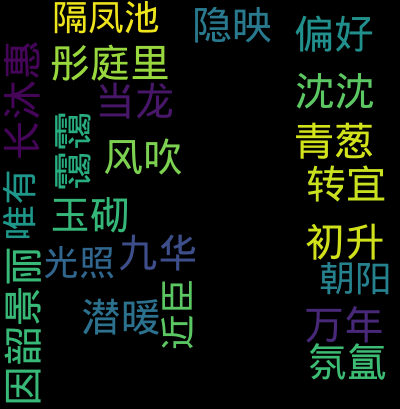 隔凤池
隐映
偏好
彤庭里
长沐惠
当龙
沈沈
霭霭
青葱
风吹
转宜
唯有
玉砌
初升
九华
光照
因韶景丽
朝阳
潜暖
近臣
万年
氛氲